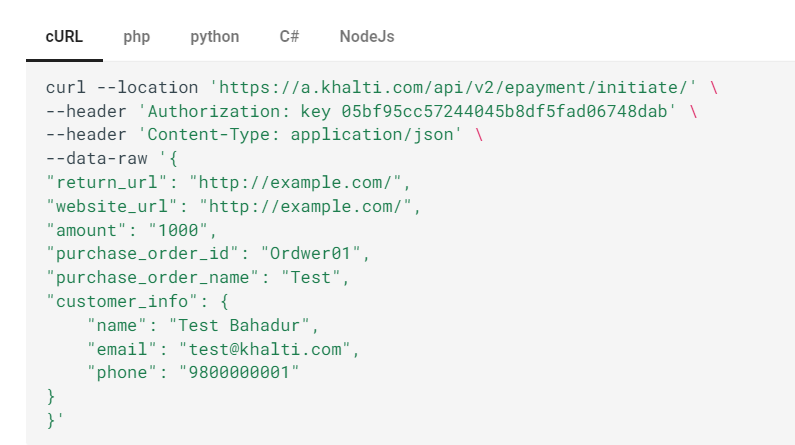 cURL php python C# NodeJs
curl --location 'https://a.khalti.com/api/v2/epayment/initiate/' \
--header 'Authorization: key 05bf95cc57244045b8df5fad06748dab' \
--header 'Content-Type: application/json' \
--data-raw '{
"return_url": "http://example.com/",
"website_url": "http://example.com/",
"amount": "1000",
"purchase_order_id": "Ordwer01",
"purchase_order_name": "Test",
"customer_info": {
    "name": "Test Bahadur",
    "email": "test@khalti.com",
    "phone": "9800000001"
}
}'